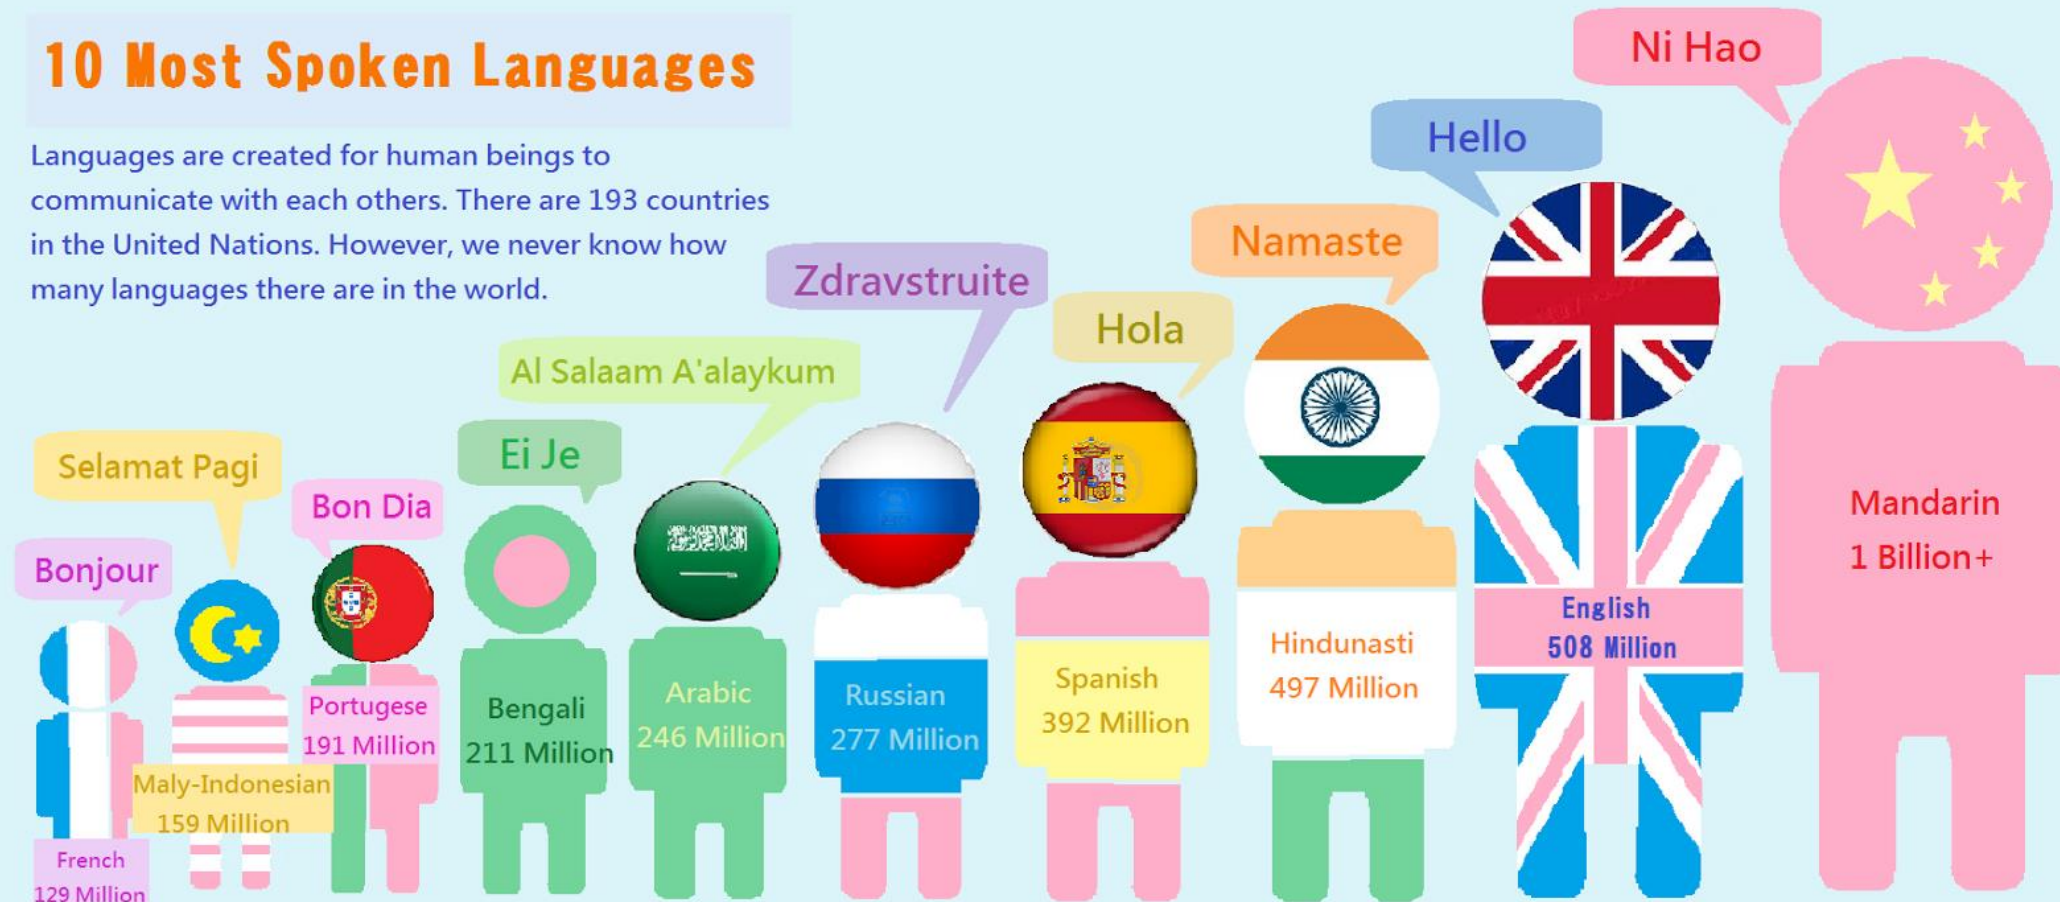 10 Most Spoken Languages
Languages are created for human beings to
communicate with each others. There are 193 countries
in the United Nations. However, we never know how
many languages there are in the world.
Bonjour
French
129 Million
Selamat Pagi
Maly-Indonesian
159 Million
Bon Dia
Portugese
191 Million
Ei Je
Bengali
211 Million
Al Salaam A'alaykum
Arabic
246 Million
Zdravstruite
Russian
277 Million
Hola
Spanish
392 Million
Namaste
Hindunasti
497 Million
Hello
English
508 Million
Ni Hao
Mandarin
1 Billion+